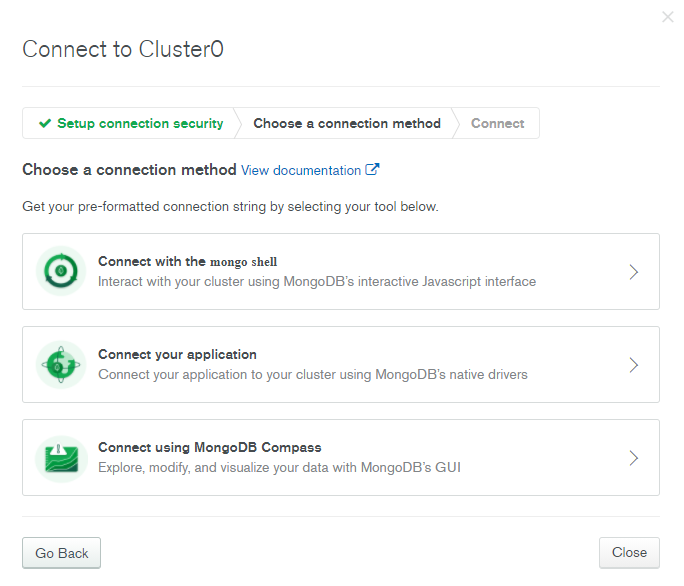 Connect to Cluster0
Setup connection security
Choose a connection method
Connect
Choose a connection method View documentation
Get your pre-formatted connection string by selecting your tool below.
Connect with the mongo shell
Interact with your cluster using MongoDB's interactive Javascript interface
Connect your application
Connect your application to your cluster using MongoDB's native drivers
Connect using MongoDB Compass
Explore, modify, and visualize your data with MongoDB's GUI
Go Back
Close